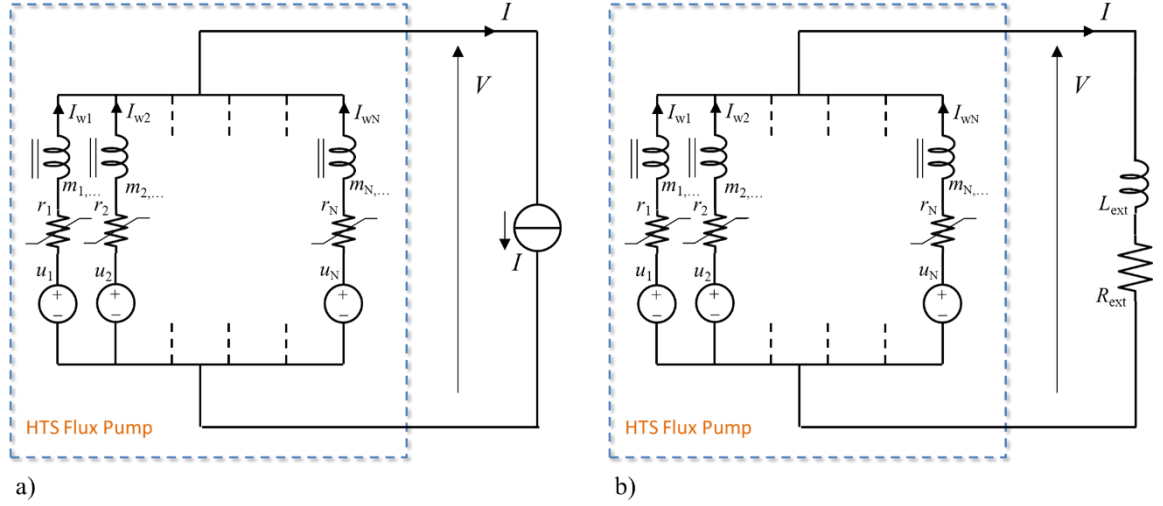 I
V
I_w1 I_w2 I_wN
m_1,... m_2,... m_N,...
r_1 r_2 r_N
I
u_1 u_2 u_N
+ + +
− − −
HTS Flux Pump
a)
I
V
I_w1 I_w2 I_wN
m_1,... m_2,... m_N,...
r_1 r_2 r_N
L_ext
u_1 u_2 u_N
R_ext
+ + +
− − −
HTS Flux Pump
b)